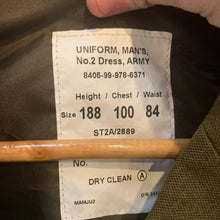 UNIFORM, MAN'S,
No.2 Dress, ARMY
8405-99-978-6371
Height / Chest / Waist
Size 188 100 84
ST2A/2889
No.
DRY CLEAN A
MANJU2